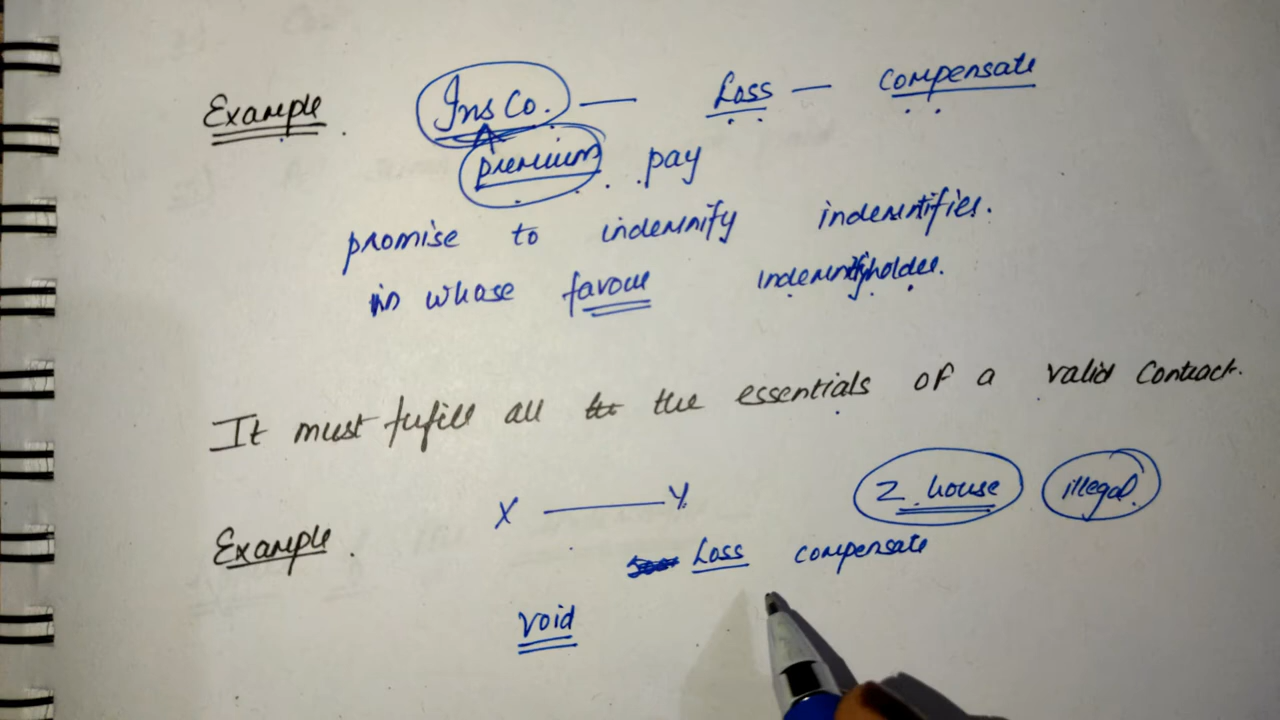 Example. Ins Co. — Loss — Compensate
premium pay
promise to indemnify indemnifies.
in whose favour indemnityholder.
It must fufill all the essentials of a valid Contract.
Example. X — Y. Z house illegal.
Loss compensate
void